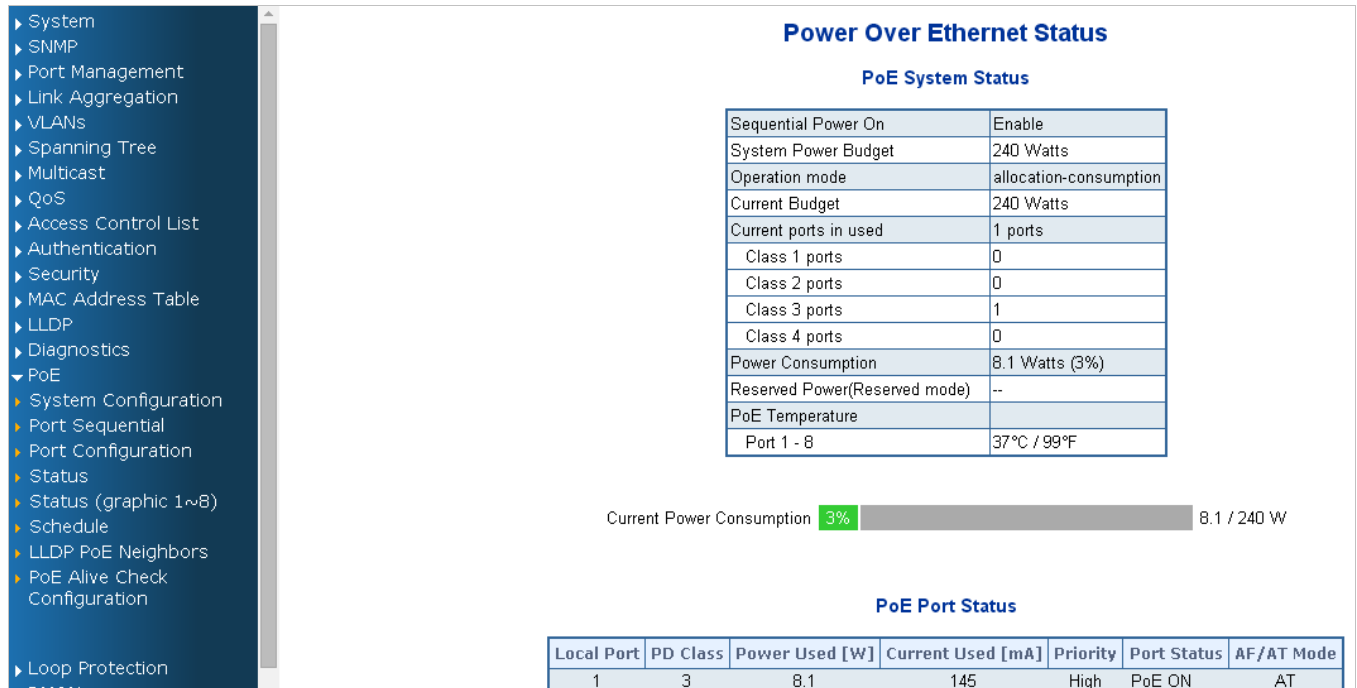 System
SNMP
Port Management
Link Aggregation
VLANs
Spanning Tree
Multicast
QoS
Access Control List
Authentication
Security
MAC Address Table
LLDP
Diagnostics
PoE
System Configuration
Port Sequential
Port Configuration
Status
Status (graphic 1~8)
Schedule
LLDP PoE Neighbors
PoE Alive Check
Configuration
Loop Protection
Power Over Ethernet Status
PoE System Status
Sequential Power On Enable
System Power Budget 240 Watts
Operation mode allocation-consumption
Current Budget 240 Watts
Current ports in used 1 ports
Class 1 ports 0
Class 2 ports 0
Class 3 ports 1
Class 4 ports 0
Power Consumption 8.1 Watts (3%)
Reserved Power(Reserved mode) --
PoE Temperature
Port 1 - 8 37°C / 99°F
Current Power Consumption 3% 8.1 / 240 W
PoE Port Status
Local Port PD Class Power Used [W] Current Used [mA] Priority Port Status AF/AT Mode
1 3 8.1 145 High PoE ON AT